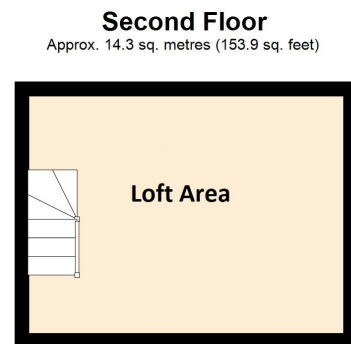 Second Floor
Approx. 14.3 sq. metres (153.9 sq. feet)
Loft Area